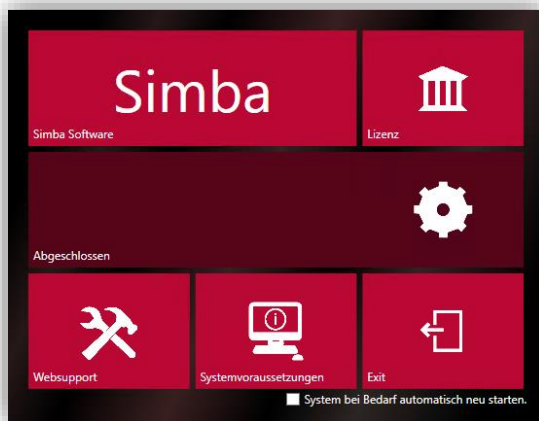 Simba
Simba Software
Lizenz
Abgeschlossen
Websupport
Systemvoraussetzungen
Exit
System bei Bedarf automatisch neu starten.